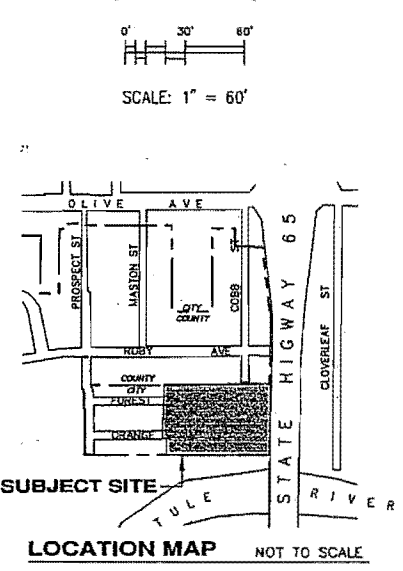 0' 30' 60'
SCALE: 1" = 60'
OLIVE AVE
PROSPECT ST
MASTON ST
COBB ST
STATE HIGWAY 65
CLOVERLEAF ST
CITY
COUNTY
RUBY AVE
COUNTY
CITY
FOREST
ORANGE
SUBJECT SITE
TULE RIVER
LOCATION MAP NOT TO SCALE